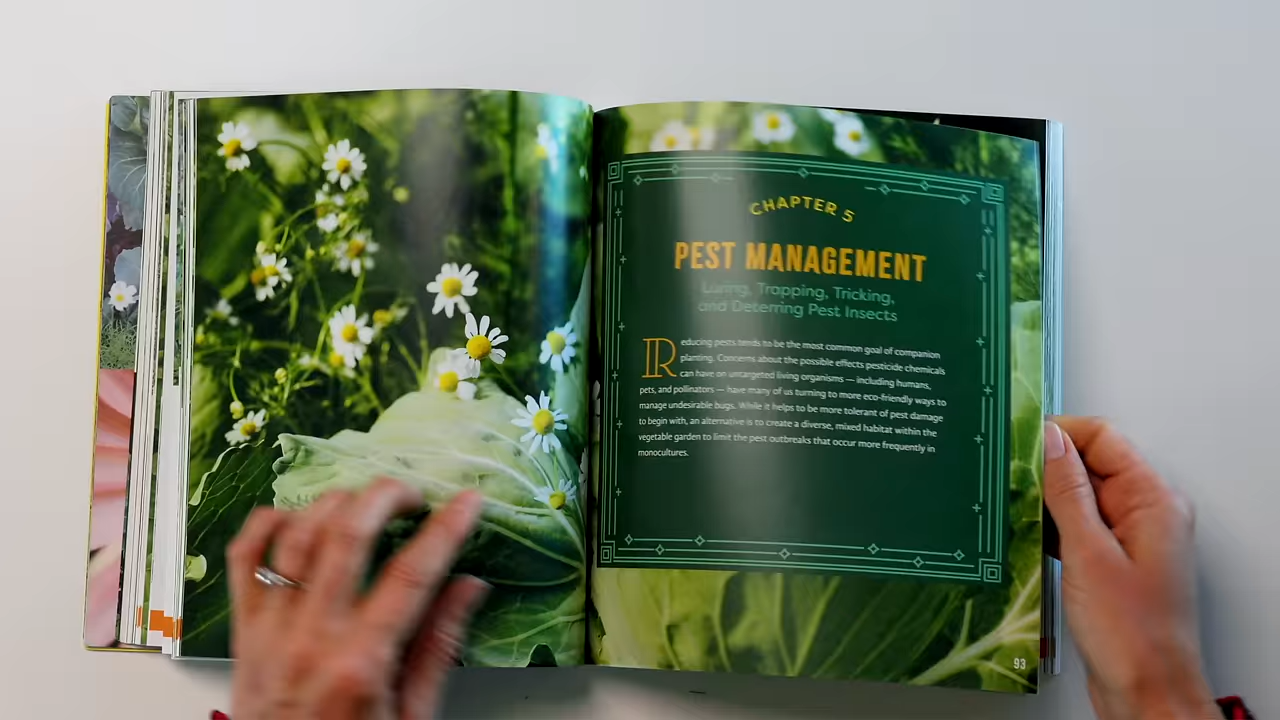 CHAPTER 5
PEST MANAGEMENT
Luring, Trapping, Tricking,
and Deterring Pest Insects
Reducing pests tends to be the most common goal of companion
planting. Concerns about the possible effects pesticide chemicals
can have on untargeted living organisms — including humans,
pets, and pollinators — have many of us turning to more eco-friendly ways to
manage undesirable bugs. While it helps to be more tolerant of pest damage
to begin with, an alternative is to create a diverse, mixed habitat within the
vegetable garden to limit the pest outbreaks that occur more frequently in
monocultures.
93